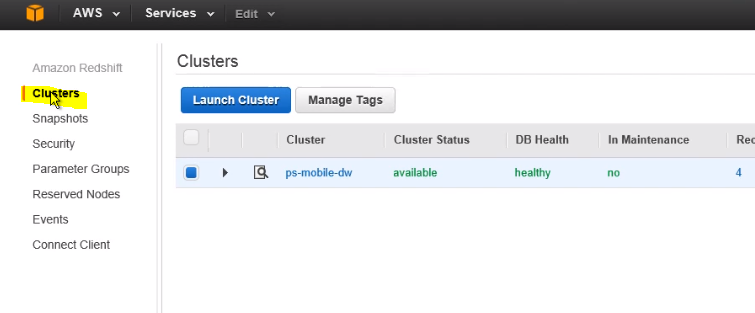 AWS Services Edit
Amazon Redshift
Clusters
Snapshots
Security
Parameter Groups
Reserved Nodes
Events
Connect Client
Clusters
Launch Cluster Manage Tags
Cluster Cluster Status DB Health In Maintenance Rec
ps-mobile-dw available healthy no 4